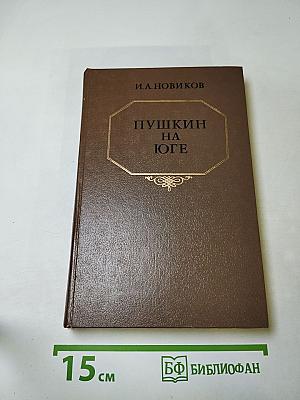 И.А.НОВИКОВ
ПУШКИН
НА
ЮГЕ
15 см
БФ БИБЛИОФАН